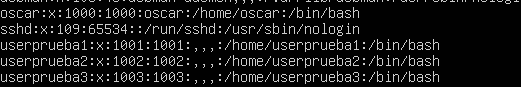 oscar:x:1000:1000:oscar:/home/oscar:/bin/bash
sshd:x:109:65534::/run/sshd:/usr/sbin/nologin
userprueba1:x:1001:1001:,,,:/home/userprueba1:/bin/bash
userprueba2:x:1002:1002:,,,:/home/userprueba2:/bin/bash
userprueba3:x:1003:1003:,,,:/home/userprueba3:/bin/bash